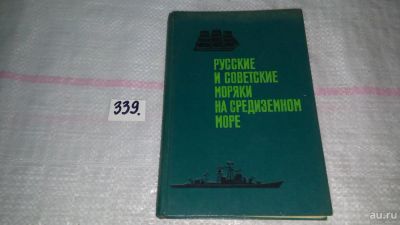 РУССКИЕ
И СОВЕТСКИЕ
МОРЯКИ
НА СРЕДИЗЕМНОМ
МОРЕ
339.
au.ru